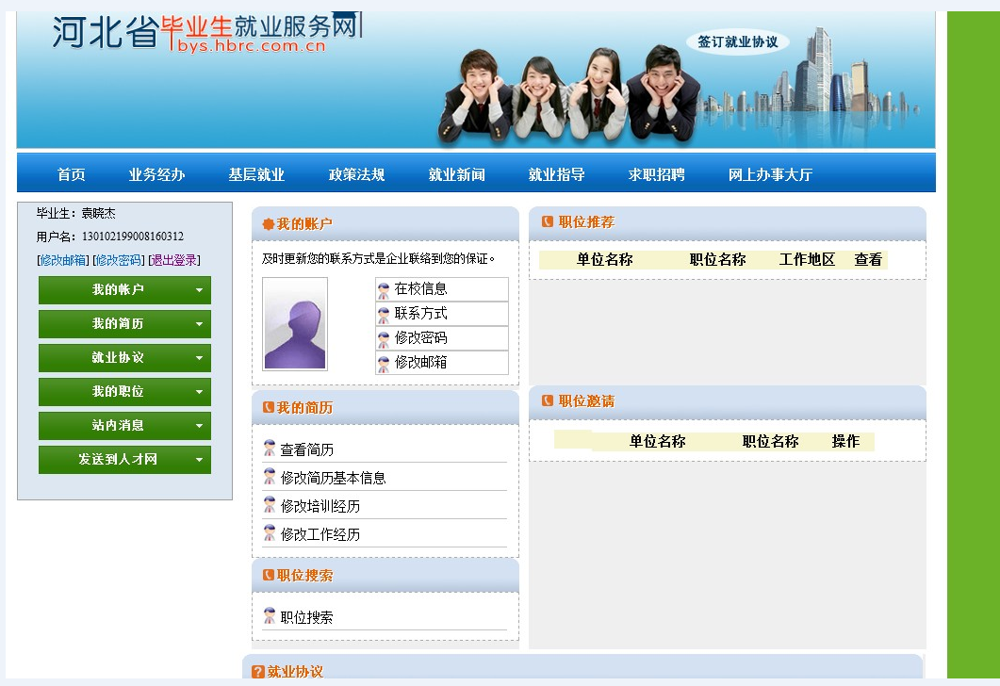 河北省毕业生就业服务网
bys.hbrc.com.cn
签订就业协议
首页 业务经办 基层就业 政策法规 就业新闻 就业指导 求职招聘 网上办事大厅
毕业生：袁晓杰
用户名：130102199008160312
[修改邮箱] [修改密码] [退出登录]
我的帐户
我的简历
就业协议
我的职位
站内消息
发送到人才网
我的账户
及时更新您的联系方式是企业联络到您的保证。
在校信息
联系方式
修改密码
修改邮箱
我的简历
查看简历
修改简历基本信息
修改培训经历
修改工作经历
职位搜索
职位搜索
职位推荐
单位名称 职位名称 工作地区 查看
职位邀请
单位名称 职位名称 操作
就业协议